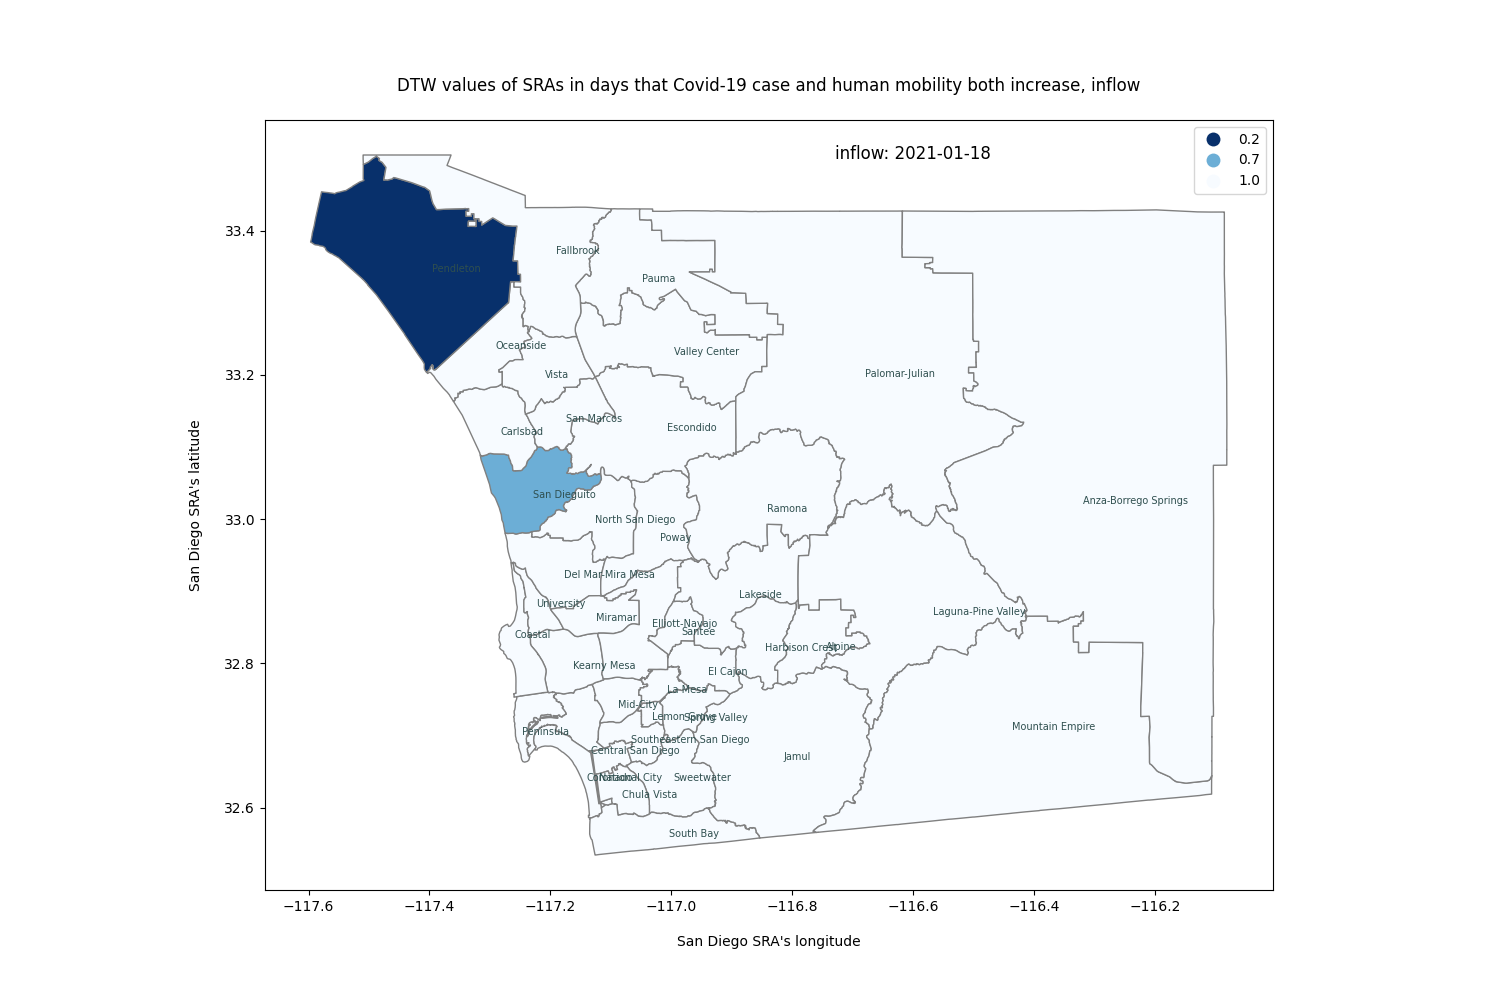 DTW values of SRAs in days that Covid-19 case and human mobility both increase, inflow
inflow: 2021-01-18
0.2
0.7
1.0
San Diego SRA's latitude
33.4
33.2
33.0
32.8
32.6
Fallbrook
Pendleton
Pauma
Oceanside
Valley Center
Vista
Palomar-Julian
San Marcos
Carlsbad
Escondido
San Dieguito
Anza-Borrego Springs
Ramona
North San Diego
Poway
Del Mar-Mira Mesa
Lakeside
University
Laguna-Pine Valley
Miramar
Elliott-Navajo
Santee
Coastal
Harbison Crest
Alpine
Kearny Mesa
El Cajon
La Mesa
Mid-City
Lemon Grove
Spring Valley
Mountain Empire
Peninsula
Southeastern San Diego
Central San Diego
Jamul
Coronado
National City
Sweetwater
Chula Vista
South Bay
−117.6 −117.4 −117.2 −117.0 −116.8 −116.6 −116.4 −116.2
San Diego SRA's longitude